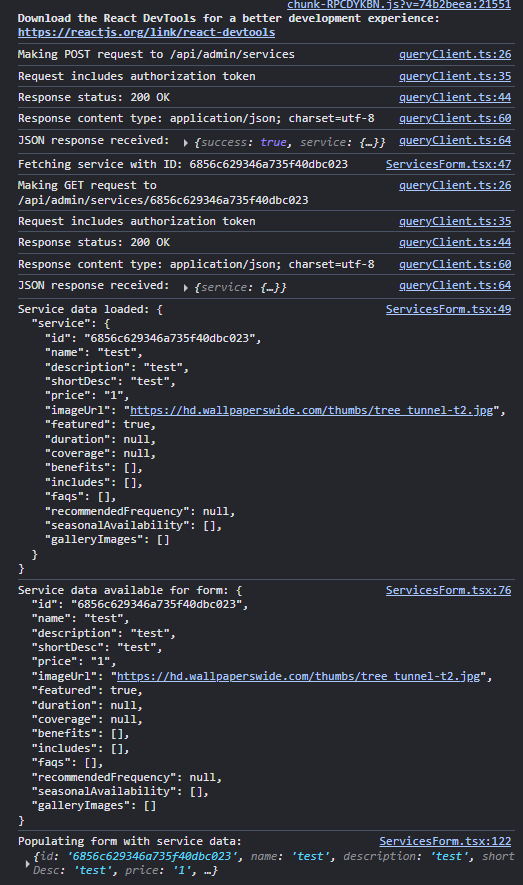 chunk-RPCDYKBN.js?v=74b2beea:21551
Download the React DevTools for a better development experience:
https://reactjs.org/link/react-devtools
Making POST request to /api/admin/services queryClient.ts:26
Request includes authorization token queryClient.ts:35
Response status: 200 OK queryClient.ts:44
Response content type: application/json; charset=utf-8 queryClient.ts:60
JSON response received: ▸ {success: true, service: {…}} queryClient.ts:64
Fetching service with ID: 6856c629346a735f40dbc023 ServicesForm.tsx:47
Making GET request to queryClient.ts:26
/api/admin/services/6856c629346a735f40dbc023
Request includes authorization token queryClient.ts:35
Response status: 200 OK queryClient.ts:44
Response content type: application/json; charset=utf-8 queryClient.ts:60
JSON response received: ▸ {service: {…}} queryClient.ts:64
Service data loaded: { ServicesForm.tsx:49
"service": {
"id": "6856c629346a735f40dbc023",
"name": "test",
"description": "test",
"shortDesc": "test",
"price": "1",
"imageUrl": "https://hd.wallpaperswide.com/thumbs/tree_tunnel-t2.jpg",
"featured": true,
"duration": null,
"coverage": null,
"benefits": [],
"includes": [],
"faqs": [],
"recommendedFrequency": null,
"seasonalAvailability": [],
"galleryImages": []
}
}
Service data available for form: { ServicesForm.tsx:76
"id": "6856c629346a735f40dbc023",
"name": "test",
"description": "test",
"shortDesc": "test",
"price": "1",
"imageUrl": "https://hd.wallpaperswide.com/thumbs/tree_tunnel-t2.jpg",
"featured": true,
"duration": null,
"coverage": null,
"benefits": [],
"includes": [],
"faqs": [],
"recommendedFrequency": null,
"seasonalAvailability": [],
"galleryImages": []
}
Populating form with service data: ServicesForm.tsx:122
▸ {id: '6856c629346a735f40dbc023', name: 'test', description: 'test', short
Desc: 'test', price: '1', …}